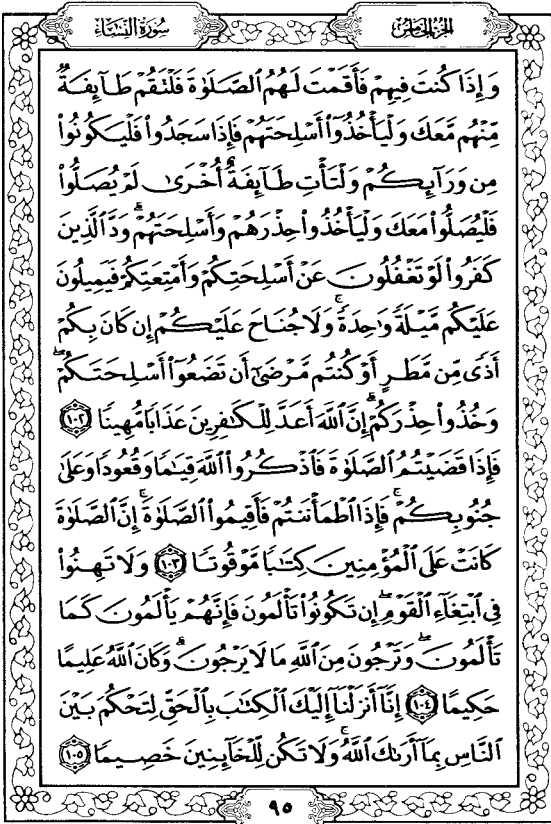 سُورَةُ النِّسَاءِ
الجُزْءُ الخَامِسُ
وَإِذَا كُنتَ فِيهِمْ فَأَقَمْتَ لَهُمُ ٱلصَّلَوٰةَ فَلْتَقُمْ طَآئِفَةٌ
مِّنْهُم مَّعَكَ وَلْيَأْخُذُوٓا۟ أَسْلِحَتَهُمْ فَإِذَا سَجَدُوا۟ فَلْيَكُونُوا۟
مِن وَرَآئِكُمْ وَلْتَأْتِ طَآئِفَةٌ أُخْرَىٰ لَمْ يُصَلُّوا۟
فَلْيُصَلُّوا۟ مَعَكَ وَلْيَأْخُذُوا۟ حِذْرَهُمْ وَأَسْلِحَتَهُمْ ۗ وَدَّ ٱلَّذِينَ
كَفَرُوا۟ لَوْ تَغْفُلُونَ عَنْ أَسْلِحَتِكُمْ وَأَمْتِعَتِكُمْ فَيَمِيلُونَ
عَلَيْكُم مَّيْلَةً وَٰحِدَةً ۚ وَلَا جُنَاحَ عَلَيْكُمْ إِن كَانَ بِكُمْ
أَذًى مِّن مَّطَرٍ أَوْ كُنتُم مَّرْضَىٰٓ أَن تَضَعُوٓا۟ أَسْلِحَتَكُمْ ۖ
وَخُذُوا۟ حِذْرَكُمْ ۗ إِنَّ ٱللَّهَ أَعَدَّ لِلْكَٰفِرِينَ عَذَابًا مُّهِينًا ١٠٢
فَإِذَا قَضَيْتُمُ ٱلصَّلَوٰةَ فَٱذْكُرُوا۟ ٱللَّهَ قِيَٰمًا وَقُعُودًا وَعَلَىٰ
جُنُوبِكُمْ ۚ فَإِذَا ٱطْمَأْنَنتُمْ فَأَقِيمُوا۟ ٱلصَّلَوٰةَ ۚ إِنَّ ٱلصَّلَوٰةَ
كَانَتْ عَلَى ٱلْمُؤْمِنِينَ كِتَٰبًا مَّوْقُوتًا ١٠٣ وَلَا تَهِنُوا۟
فِى ٱبْتِغَآءِ ٱلْقَوْمِ ۖ إِن تَكُونُوا۟ تَأْلَمُونَ فَإِنَّهُمْ يَأْلَمُونَ كَمَا
تَأْلَمُونَ ۖ وَتَرْجُونَ مِنَ ٱللَّهِ مَا لَا يَرْجُونَ ۗ وَكَانَ ٱللَّهُ عَلِيمًا
حَكِيمًا ١٠٤ إِنَّآ أَنزَلْنَآ إِلَيْكَ ٱلْكِتَٰبَ بِٱلْحَقِّ لِتَحْكُمَ بَيْنَ
ٱلنَّاسِ بِمَآ أَرَىٰكَ ٱللَّهُ ۚ وَلَا تَكُن لِّلْخَآئِنِينَ خَصِيمًا ١٠٥
٩٥